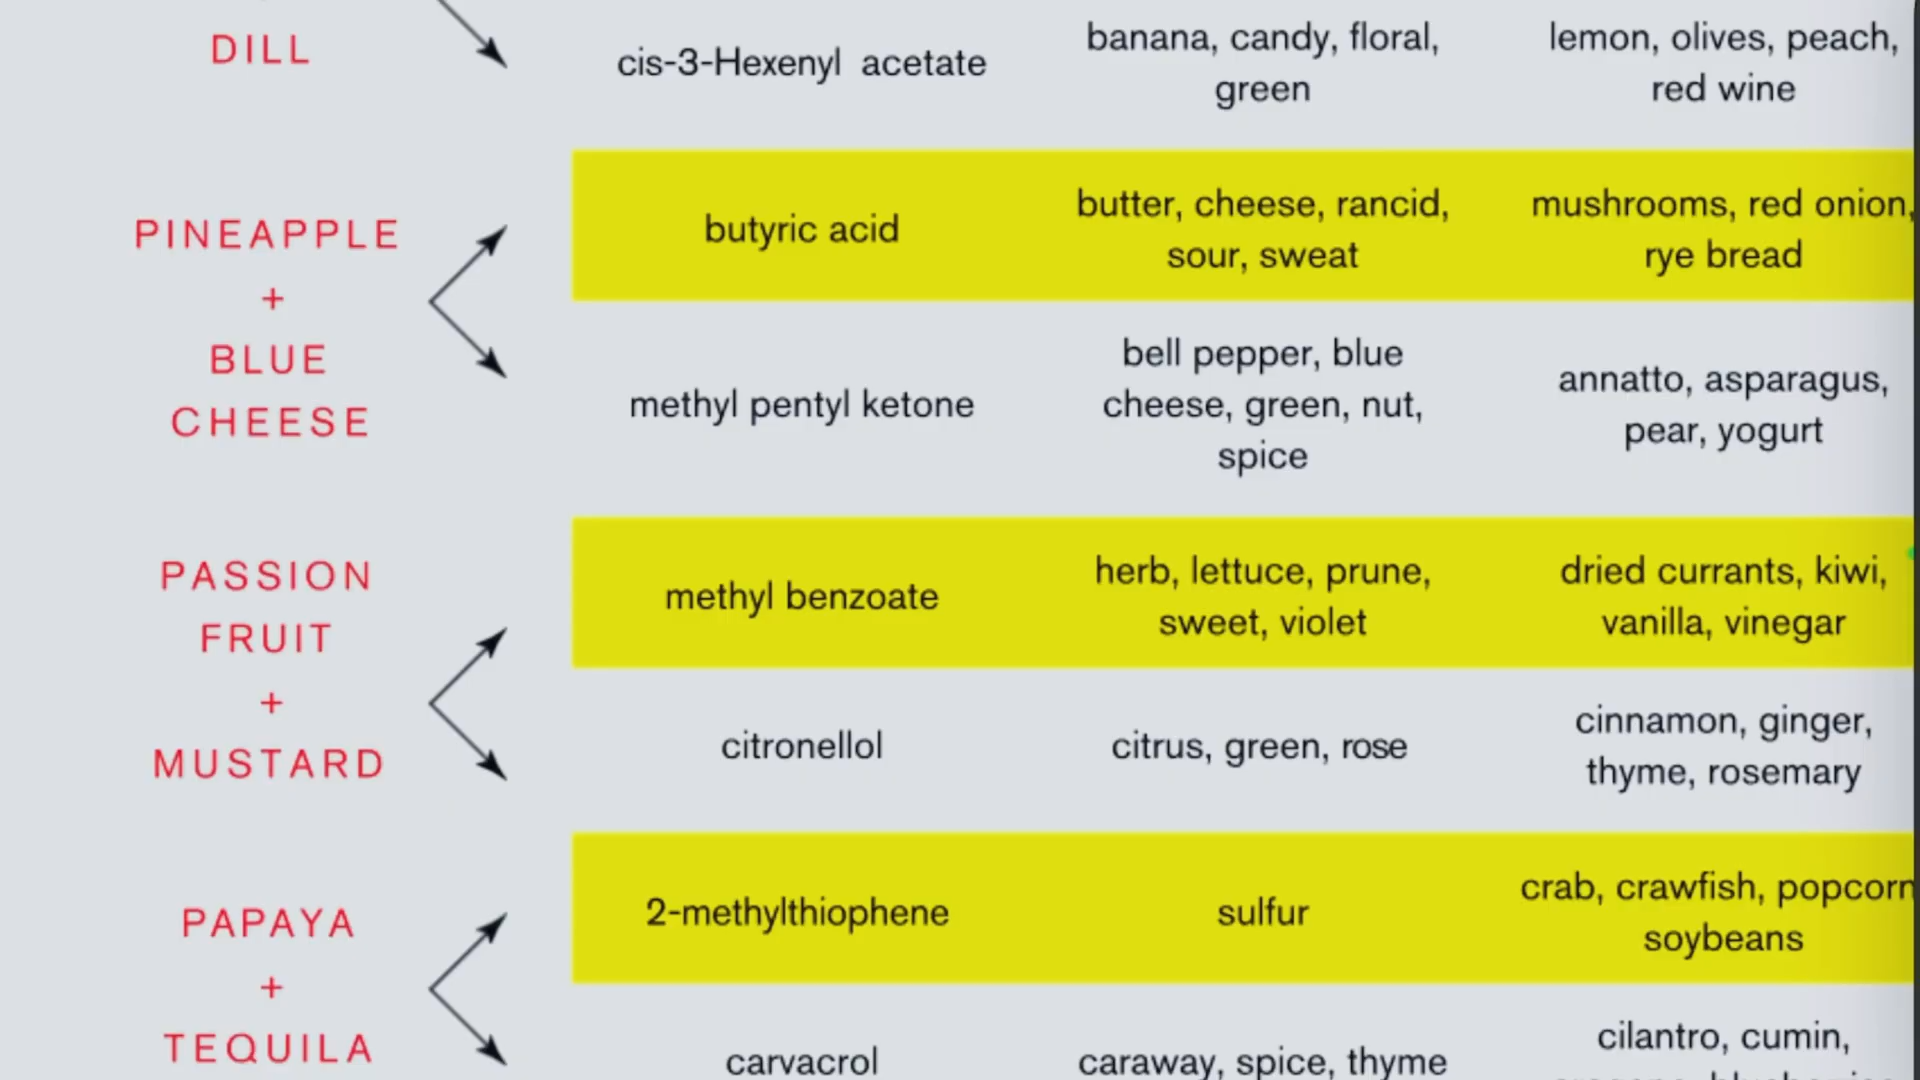 DILL
cis-3-Hexenyl acetate
banana, candy, floral,
green
lemon, olives, peach,
red wine
PINEAPPLE
+
BLUE
CHEESE
butyric acid
butter, cheese, rancid,
sour, sweat
mushrooms, red onion,
rye bread
methyl pentyl ketone
bell pepper, blue
cheese, green, nut,
spice
annatto, asparagus,
pear, yogurt
PASSION
FRUIT
+
MUSTARD
methyl benzoate
herb, lettuce, prune,
sweet, violet
dried currants, kiwi,
vanilla, vinegar
citronellol
citrus, green, rose
cinnamon, ginger,
thyme, rosemary
PAPAYA
+
TEQUILA
2-methylthiophene
sulfur
crab, crawfish, popcorn
soybeans
carvacrol
caraway, spice, thyme
cilantro, cumin,